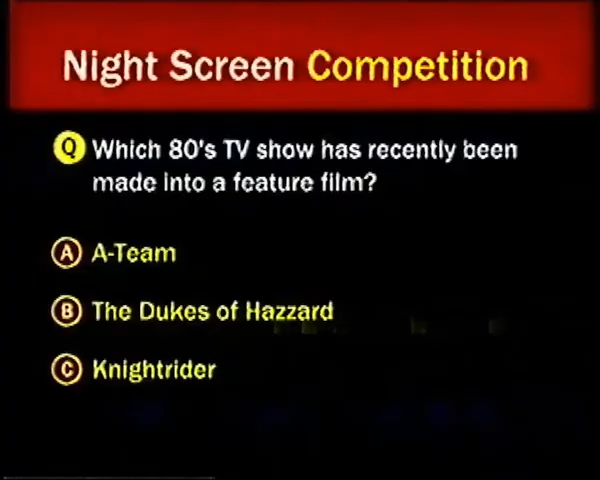 Night Screen Competition
Q Which 80's TV show has recently been
made into a feature film?
A A-Team
B The Dukes of Hazzard
C Knightrider